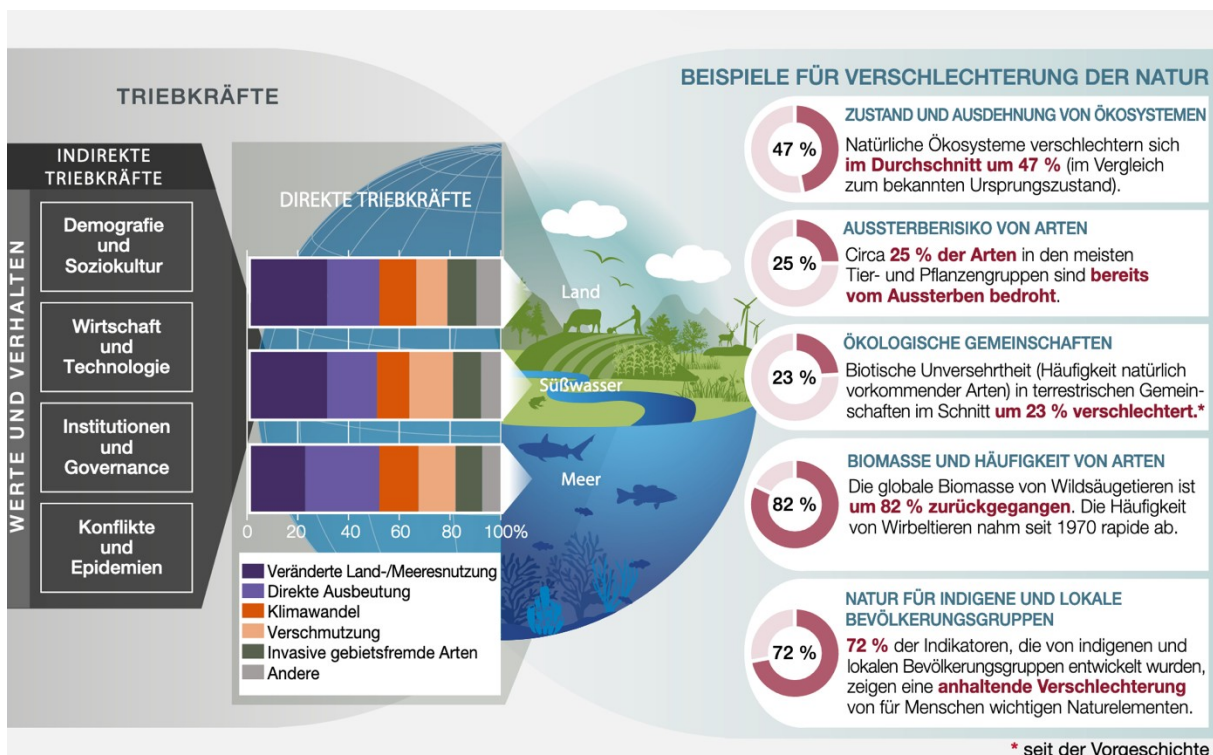 TRIEBKRÄFTE
INDIREKTE
TRIEBKRÄFTE
WERTE UND VERHALTEN
Demografie
und
Soziokultur
Wirtschaft
und
Technologie
Institutionen
und
Governance
Konflikte
und
Epidemien
DIREKTE TRIEBKRÄFTE
Land
Süßwasser
Meer
0 20 40 60 80 100%
Veränderte Land-/Meeresnutzung
Direkte Ausbeutung
Klimawandel
Verschmutzung
Invasive gebietsfremde Arten
Andere
BEISPIELE FÜR VERSCHLECHTERUNG DER NATUR
47 %
ZUSTAND UND AUSDEHNUNG VON ÖKOSYSTEMEN
Natürliche Ökosysteme verschlechtern sich
im Durchschnitt um 47 % (im Vergleich
zum bekannten Ursprungszustand).
25 %
AUSSTERBERISIKO VON ARTEN
Circa 25 % der Arten in den meisten
Tier- und Pflanzengruppen sind bereits
vom Aussterben bedroht.
23 %
ÖKOLOGISCHE GEMEINSCHAFTEN
Biotische Unversehrtheit (Häufigkeit natürlich
vorkommender Arten) in terrestrischen Gemein-
schaften im Schnitt um 23 % verschlechtert.*
82 %
BIOMASSE UND HÄUFIGKEIT VON ARTEN
Die globale Biomasse von Wildsäugetieren ist
um 82 % zurückgegangen. Die Häufigkeit
von Wirbeltieren nahm seit 1970 rapide ab.
72 %
NATUR FÜR INDIGENE UND LOKALE
BEVÖLKERUNGSGRUPPEN
72 % der Indikatoren, die von indigenen und
lokalen Bevölkerungsgruppen entwickelt wurden,
zeigen eine anhaltende Verschlechterung
von für Menschen wichtigen Naturelementen.
* seit der Vorgeschichte